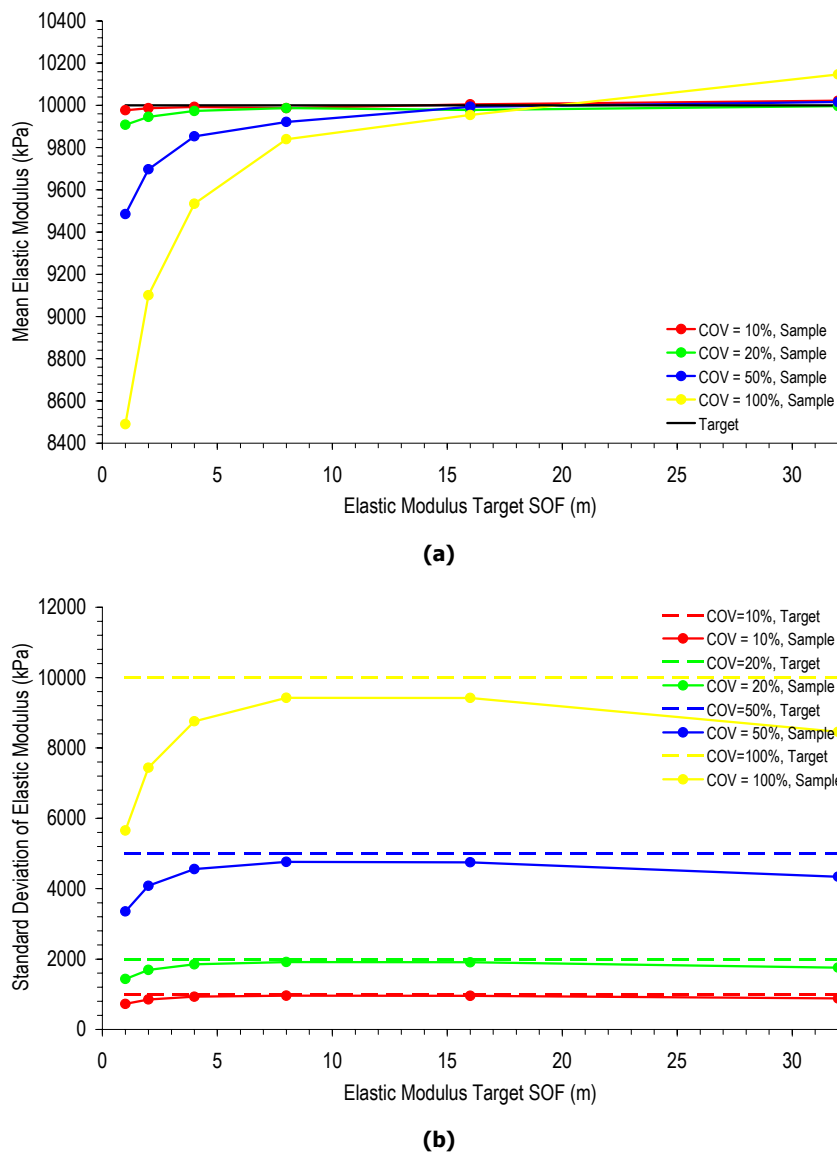 10400
10200
10000
9800
9600
9400
9200
9000
8800
8600
8400
Mean Elastic Modulus (kPa)
COV = 10%, Sample
COV = 20%, Sample
COV = 50%, Sample
COV = 100%, Sample
Target
0 5 10 15 20 25 30
Elastic Modulus Target SOF (m)
(a)
12000
10000
8000
6000
4000
2000
0
Standard Deviation of Elastic Modulus (kPa)
COV=10%, Target
COV = 10%, Sample
COV=20%, Target
COV = 20%, Sample
COV=50%, Target
COV = 50%, Sample
COV=100%, Target
COV = 100%, Sample
0 5 10 15 20 25 30
Elastic Modulus Target SOF (m)
(b)